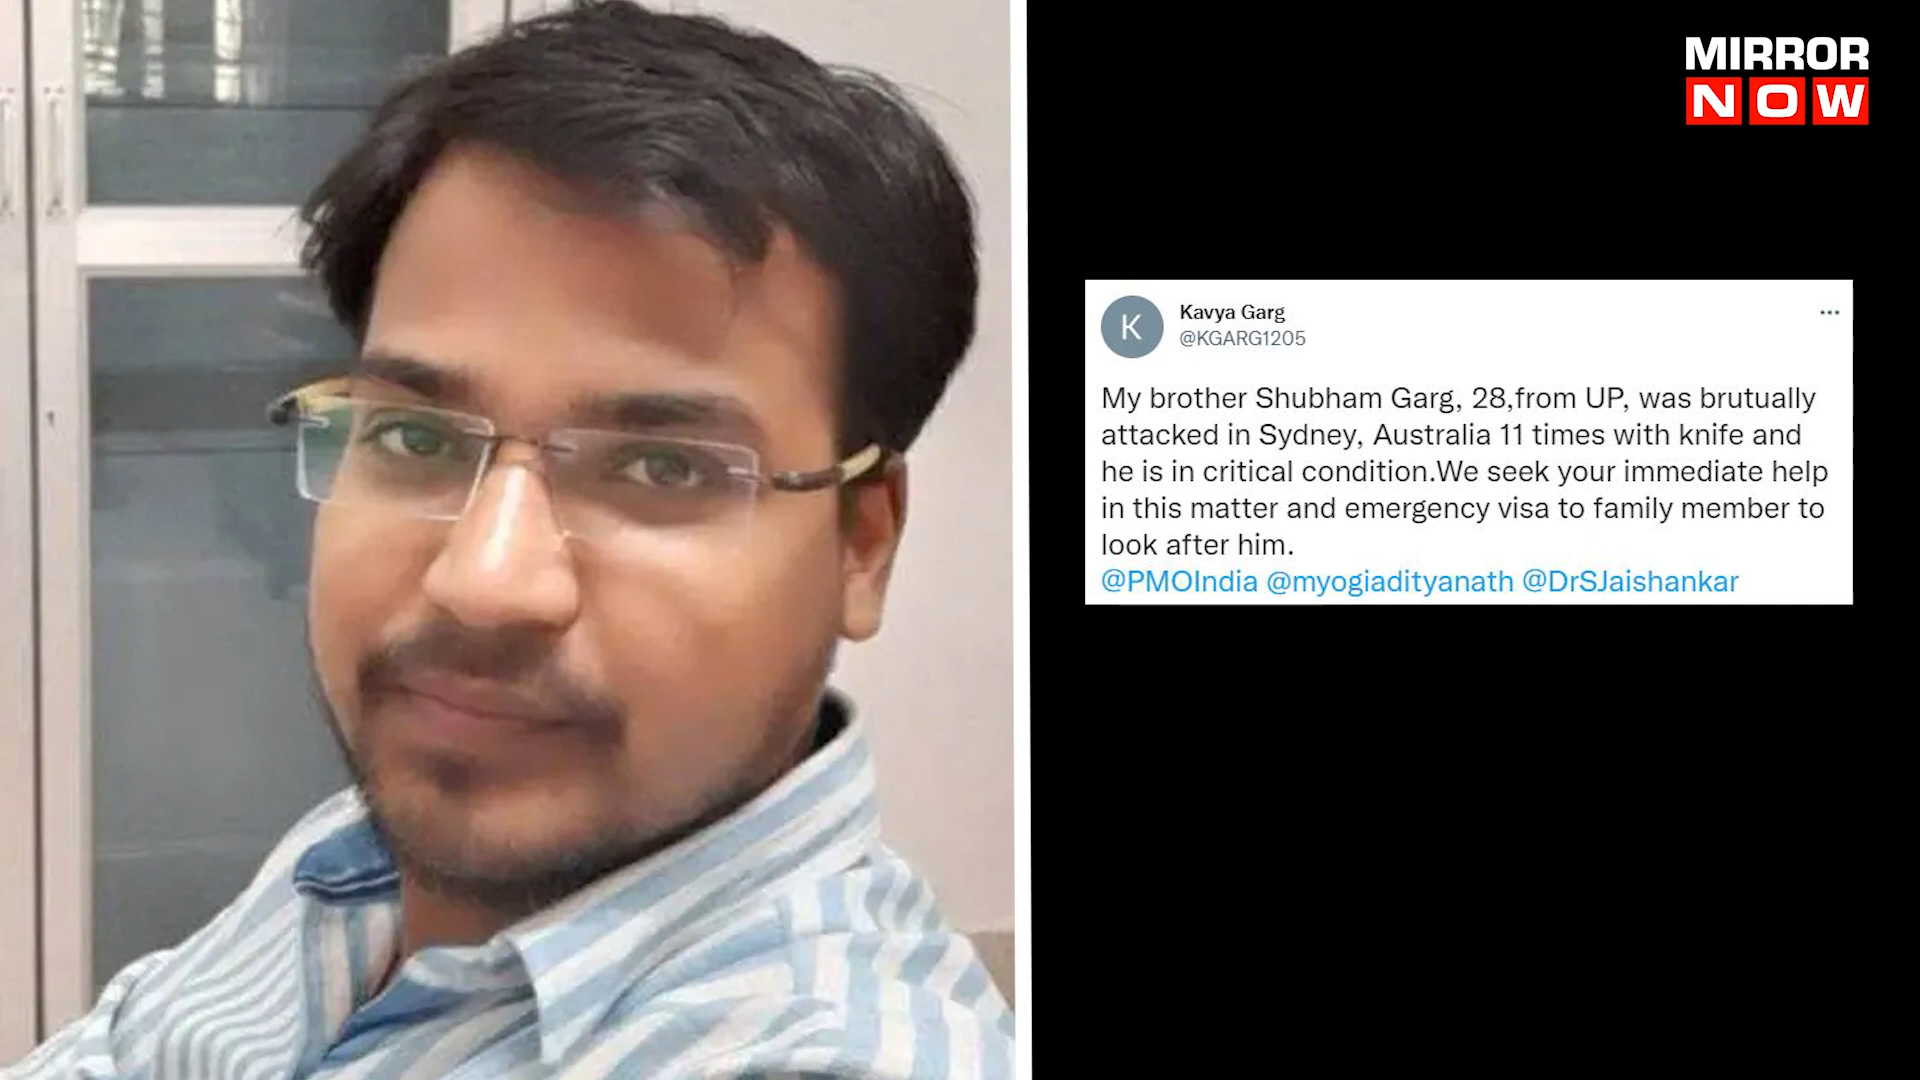 MIRROR
NOW
K
Kavya Garg
@KGARG1205
My brother Shubham Garg, 28,from UP, was brutually
attacked in Sydney, Australia 11 times with knife and
he is in critical condition.We seek your immediate help
in this matter and emergency visa to family member to
look after him.
@PMOIndia @myogiadityanath @DrSJaishankar